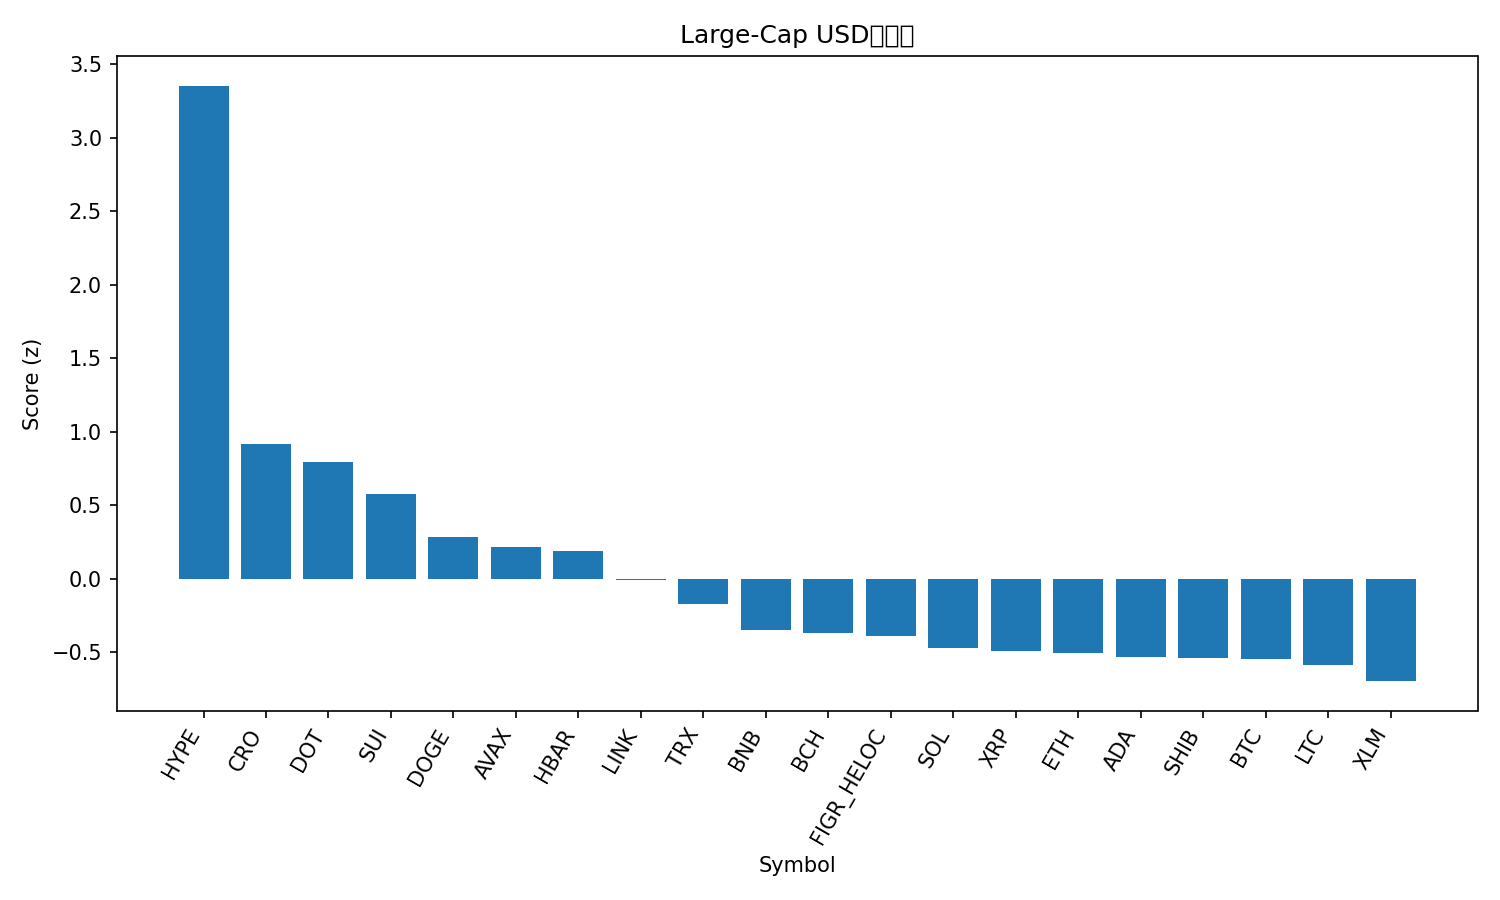 Large-Cap USD
3.5
3.0
2.5
2.0
1.5
1.0
0.5
0.0
−0.5
Score (z)
HYPE
CRO
DOT
SUI
DOGE
AVAX
HBAR
LINK
TRX
BNB
BCH
FIGR_HELOC
SOL
XRP
ETH
ADA
SHIB
BTC
LTC
XLM
Symbol